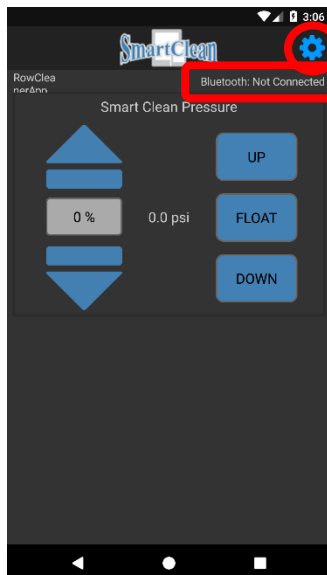 3:06
SmartClean
RowClea
nerApp
Bluetooth: Not Connected
Smart Clean Pressure
UP
0 %
0.0 psi
FLOAT
DOWN